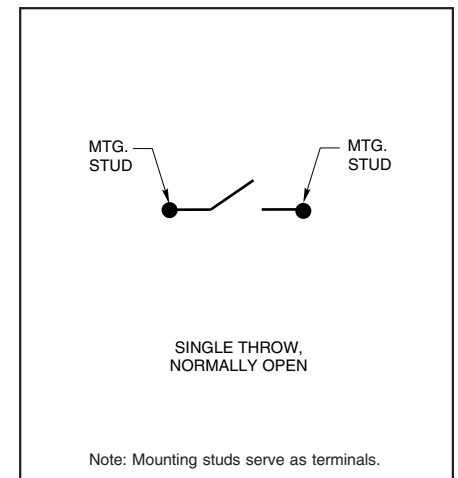 MTG.
STUD
MTG.
STUD
SINGLE THROW,
NORMALLY OPEN
Note: Mounting studs serve as terminals.